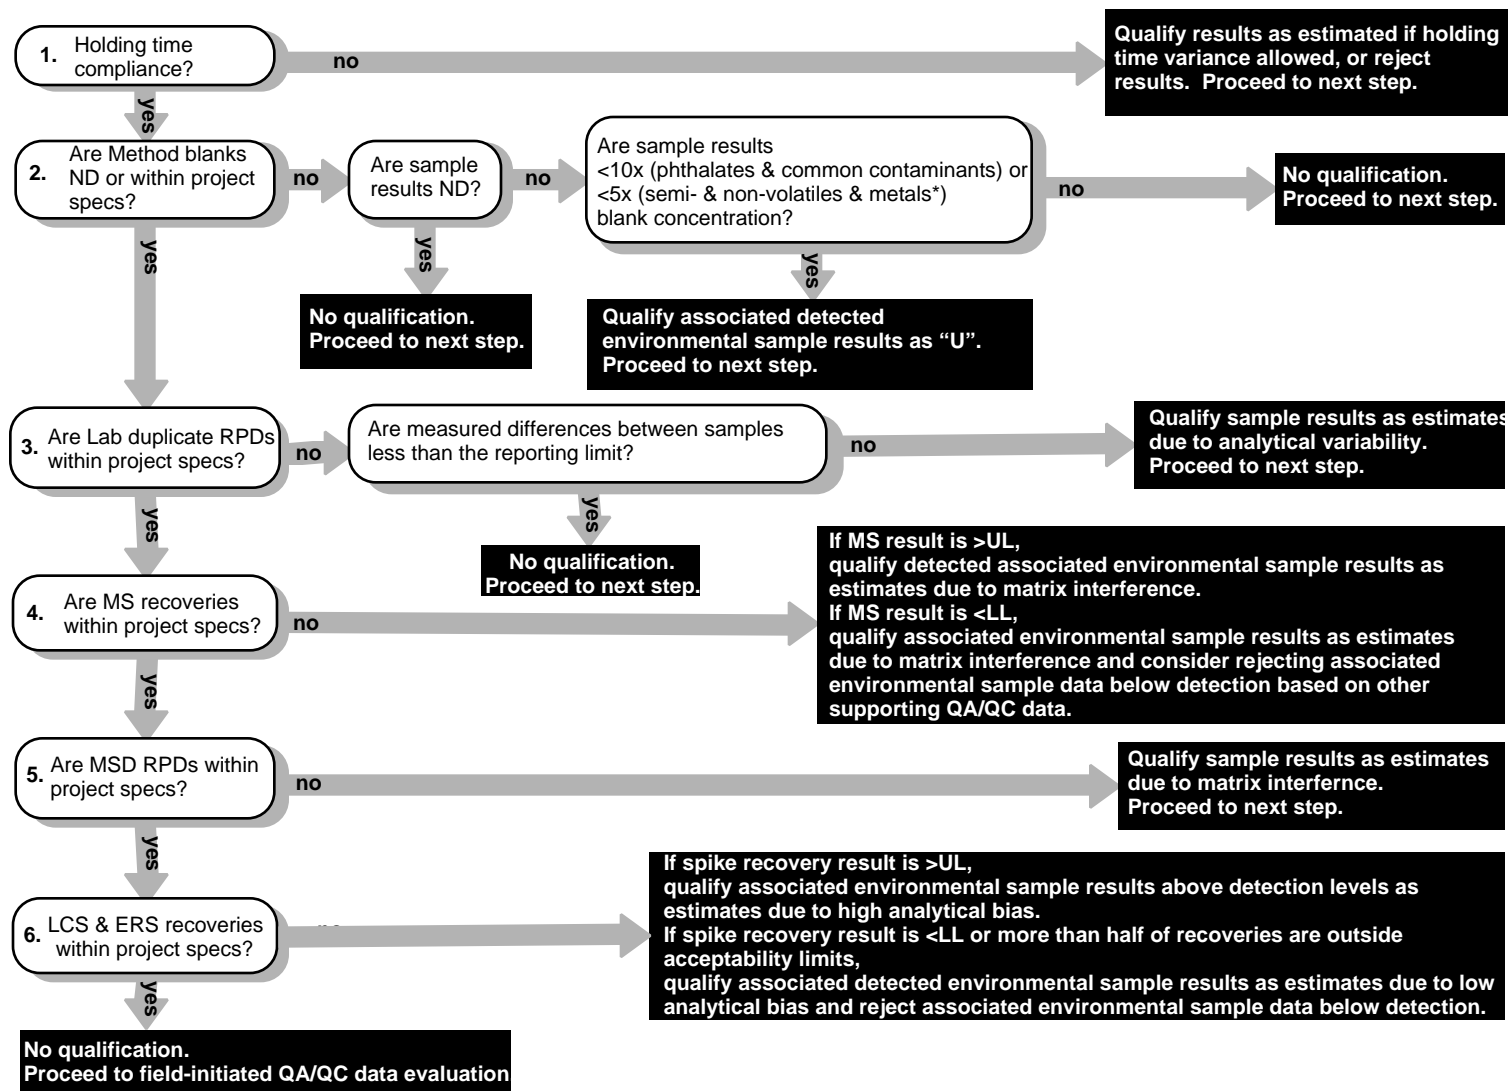 1. Holding time
compliance?
no
Qualify results as estimated if holding
time variance allowed, or reject
results. Proceed to next step.
yes
2. Are Method blanks
ND or within project
specs?
no
Are sample
results ND?
no
Are sample results
<10x (phthalates & common contaminants) or
<5x (semi- & non-volatiles & metals*)
blank concentration?
no
No qualification.
Proceed to next step.
yes
yes
yes
No qualification.
Proceed to next step.
Qualify associated detected
environmental sample results as “U”.
Proceed to next step.
3. Are Lab duplicate RPDs
within project specs?
no
Are measured differences between samples
less than the reporting limit?
no
Qualify sample results as estimates
due to analytical variability.
Proceed to next step.
yes
yes
No qualification.
Proceed to next step.
4. Are MS recoveries
within project specs?
no
If MS result is >UL,
qualify detected associated environmental sample results as
estimates due to matrix interference.
If MS result is <LL,
qualify associated environmental sample results as estimates
due to matrix interference and consider rejecting associated
environmental sample data below detection based on other
supporting QA/QC data.
yes
5. Are MSD RPDs within
project specs?
no
Qualify sample results as estimates
due to matrix interfernce.
Proceed to next step.
yes
6. LCS & ERS recoveries
within project specs?
If spike recovery result is >UL,
qualify associated environmental sample results above detection levels as
estimates due to high analytical bias.
If spike recovery result is <LL or more than half of recoveries are outside
acceptability limits,
qualify associated detected environmental sample results as estimates due to low
analytical bias and reject associated environmental sample data below detection.
yes
No qualification.
Proceed to field-initiated QA/QC data evaluation